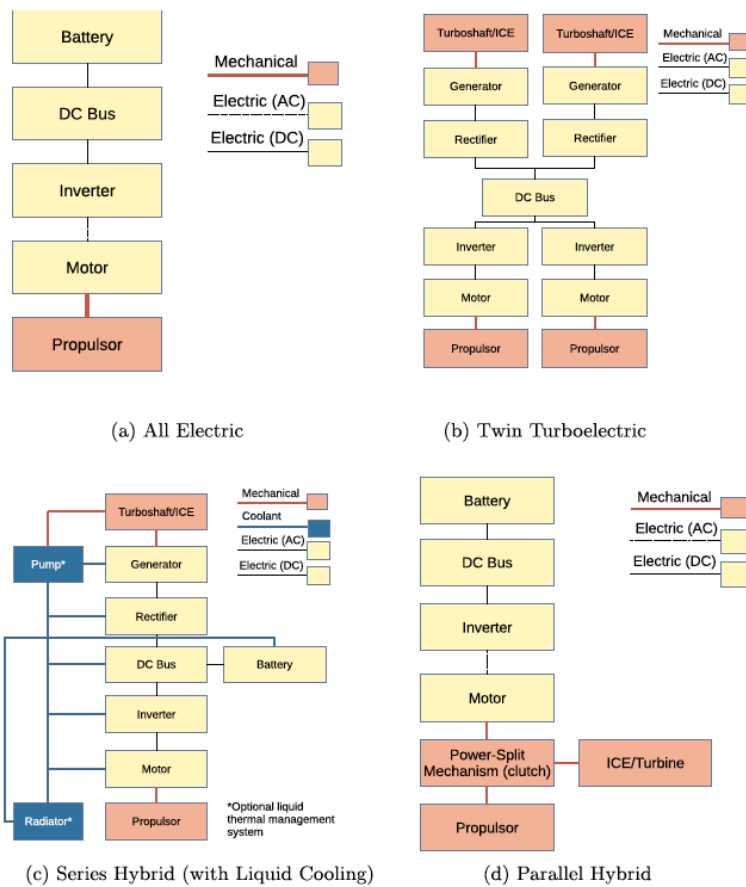 Battery
DC Bus
Inverter
Motor
Propulsor
Mechanical
Electric (AC)
Electric (DC)
(a) All Electric
Turboshaft/ICE
Turboshaft/ICE
Generator
Generator
Rectifier
Rectifier
DC Bus
Inverter
Inverter
Motor
Motor
Propulsor
Propulsor
Mechanical
Electric (AC)
Electric (DC)
(b) Twin Turboelectric
Turboshaft/ICE
Pump*
Generator
Rectifier
DC Bus
Battery
Inverter
Motor
Radiator*
Propulsor
Mechanical
Coolant
Electric (AC)
Electric (DC)
*Optional liquid
thermal management
system
(c) Series Hybrid (with Liquid Cooling)
Battery
DC Bus
Inverter
Motor
Power-Split
Mechanism (clutch)
ICE/Turbine
Propulsor
Mechanical
Electric (AC)
Electric (DC)
(d) Parallel Hybrid